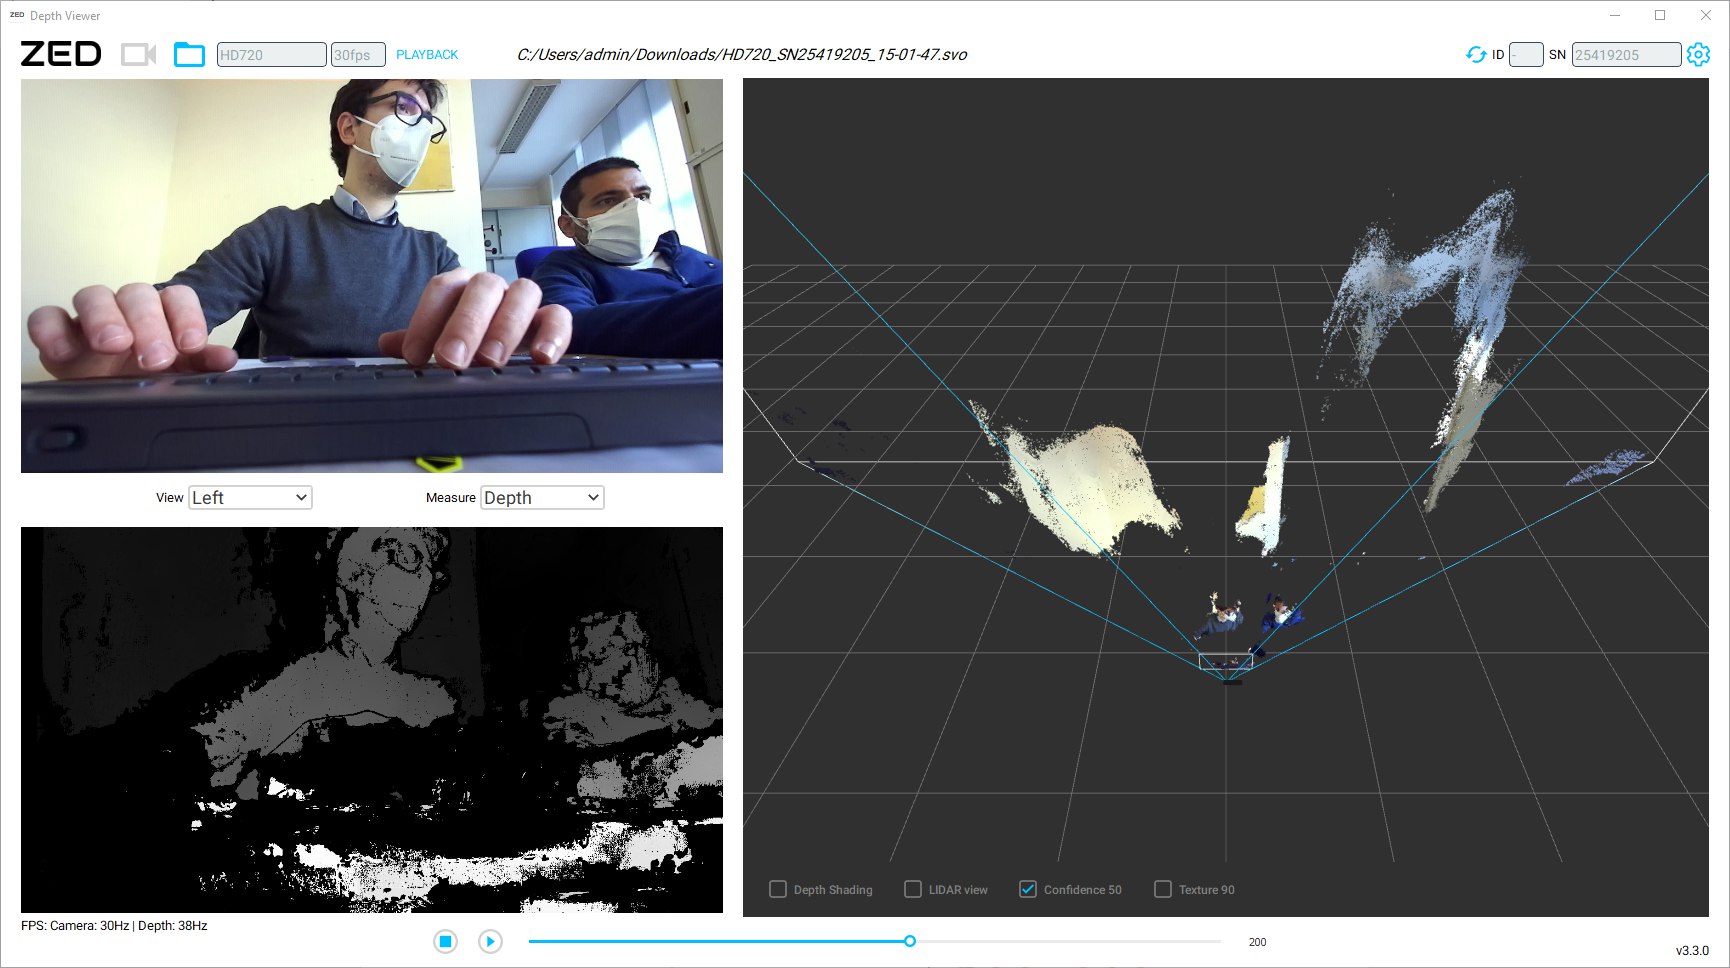 ZED Depth Viewer
ZED HD720 30fps PLAYBACK C:/Users/admin/Downloads/HD720_SN25419205_15-01-47.svo ID - SN 25419205
View Left Measure Depth
Depth Shading LIDAR view Confidence 50 Texture 90
FPS: Camera: 30Hz | Depth: 38Hz
200
v3.3.0